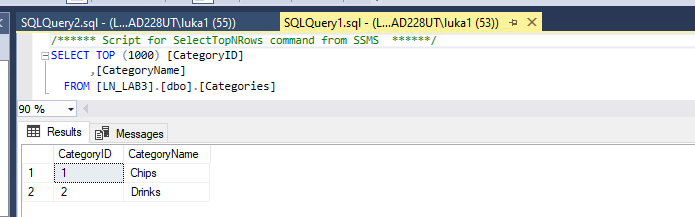 SQLQuery2.sql - (L...AD228UT\luka1 (55))
SQLQuery1.sql - (L...AD228UT\luka1 (53))
/****** Script for SelectTopNRows command from SSMS ******/
SELECT TOP (1000) [CategoryID]
,[CategoryName]
FROM [LN_LAB3].[dbo].[Categories]
90 %
Results
Messages
CategoryID CategoryName
1 1 Chips
2 2 Drinks